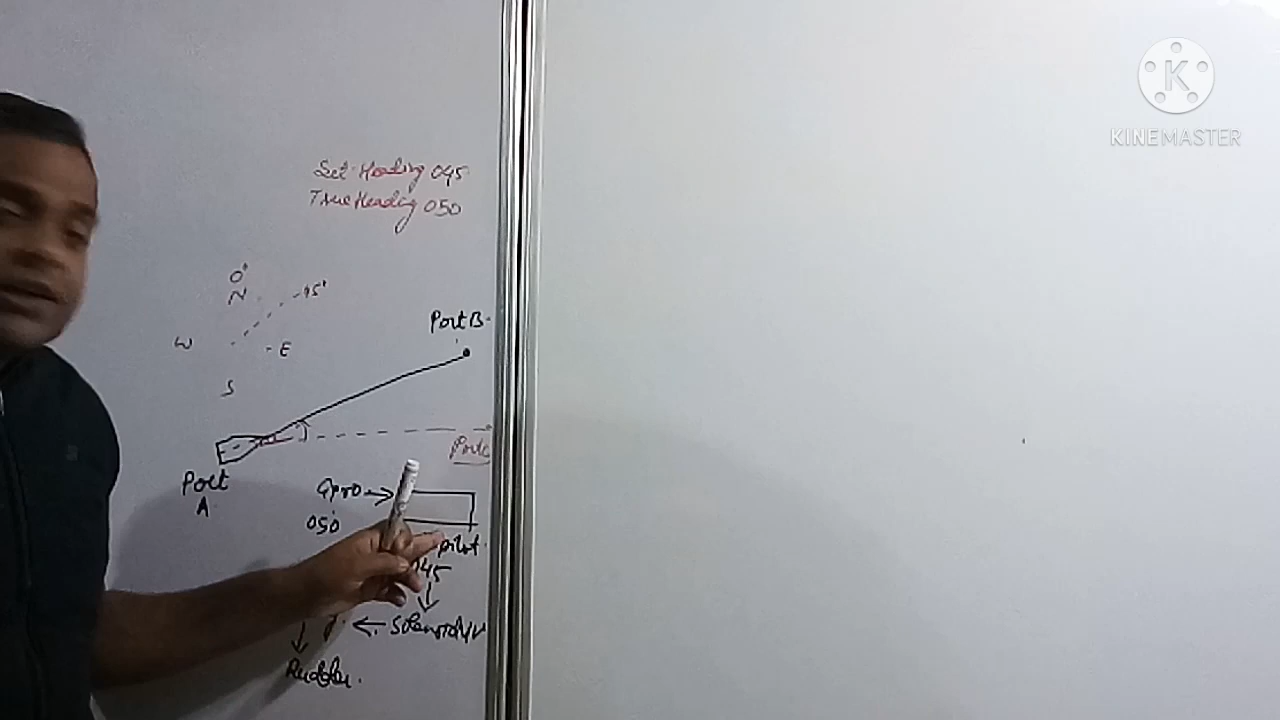 KINEMASTER
Set Heading 045
True Heading 050
0°
N
45°
W
E
S
Port B
Port
A
Gyro
050
pilot
045
Solenoid V/V
Rudder